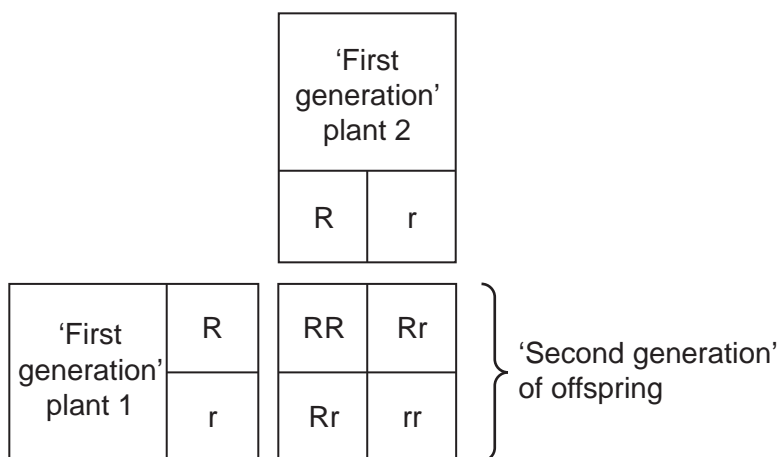 ‘First
generation’
plant 2
R r
‘First
generation’
plant 1
R
r
RR Rr
Rr rr
‘Second generation’
of offspring